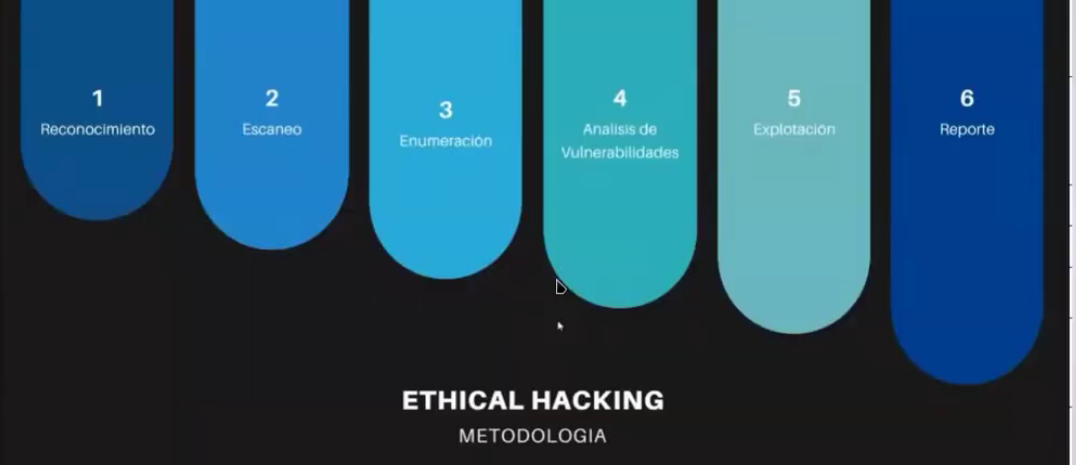 1
Reconocimiento
2
Escaneo
3
Enumeración
4
Analisis de
Vulnerabilidades
5
Explotación
6
Reporte
ETHICAL HACKING
METODOLOGIA